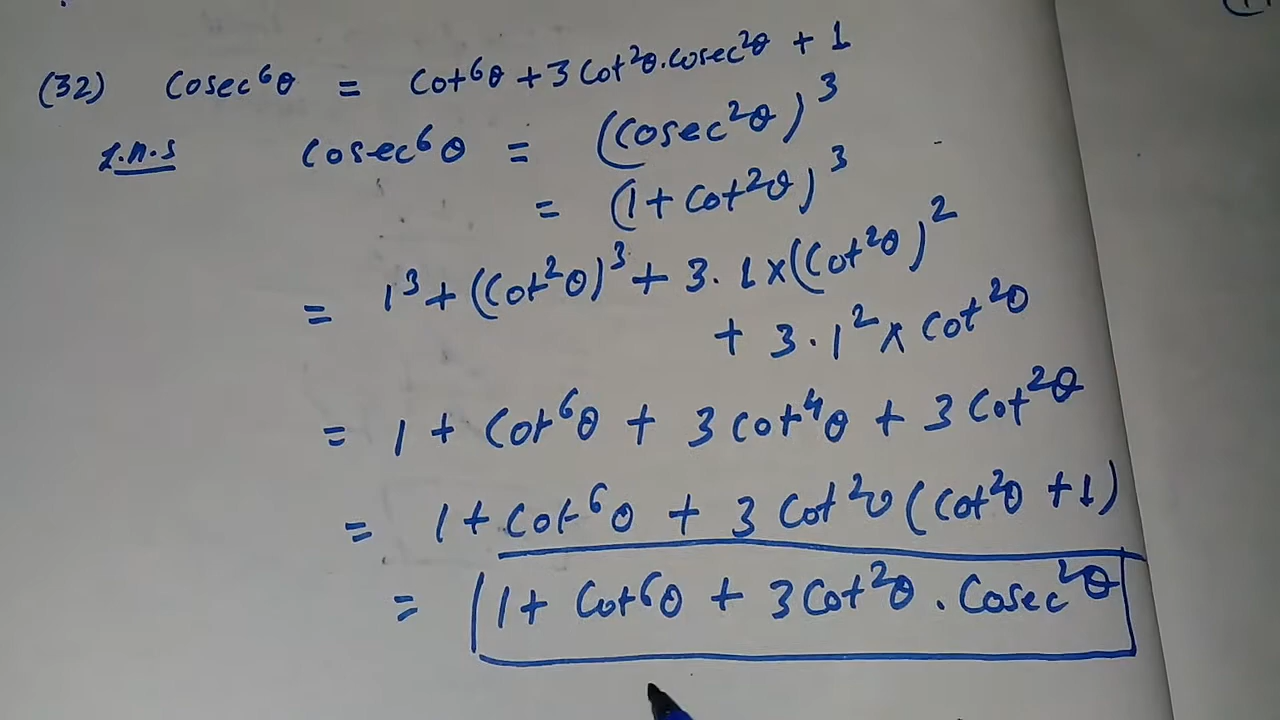 (32) Cosec⁶θ = Cot⁶θ + 3 Cot²θ.cosec²θ + 1
L.H.S Cosec⁶θ = (Cosec²θ)³
= (1 + Cot²θ)³
= 1³ + (Cot²θ)³ + 3.1×(Cot²θ)²
+ 3.1² × Cot²θ
= 1 + Cot⁶θ + 3 Cot⁴θ + 3 Cot²θ
= 1 + Cot⁶θ + 3 Cot²θ (Cot²θ + 1)
= 1 + Cot⁶θ + 3 Cot²θ . Cosec²θ